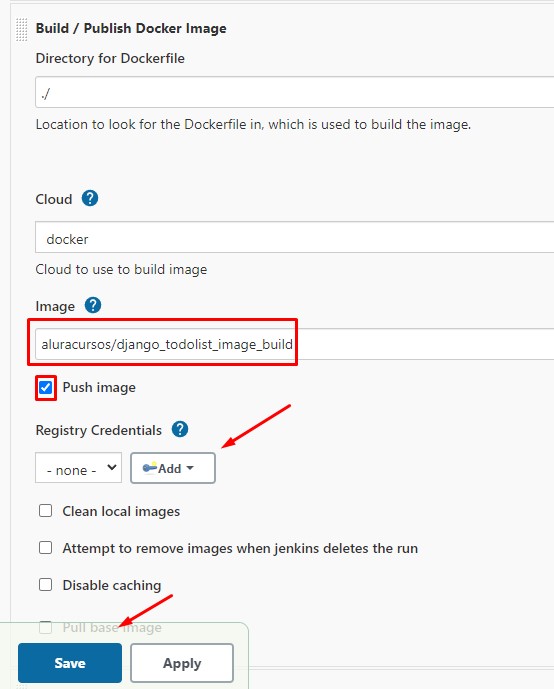 Build / Publish Docker Image
Directory for Dockerfile
./
Location to look for the Dockerfile in, which is used to build the image.
Cloud ?
docker
Cloud to use to build image
Image ?
aluracursos/django_todolist_image_build
Push image
Registry Credentials ?
- none -
Add
Clean local images
Attempt to remove images when jenkins deletes the run
Disable caching
Pull base image
Save
Apply